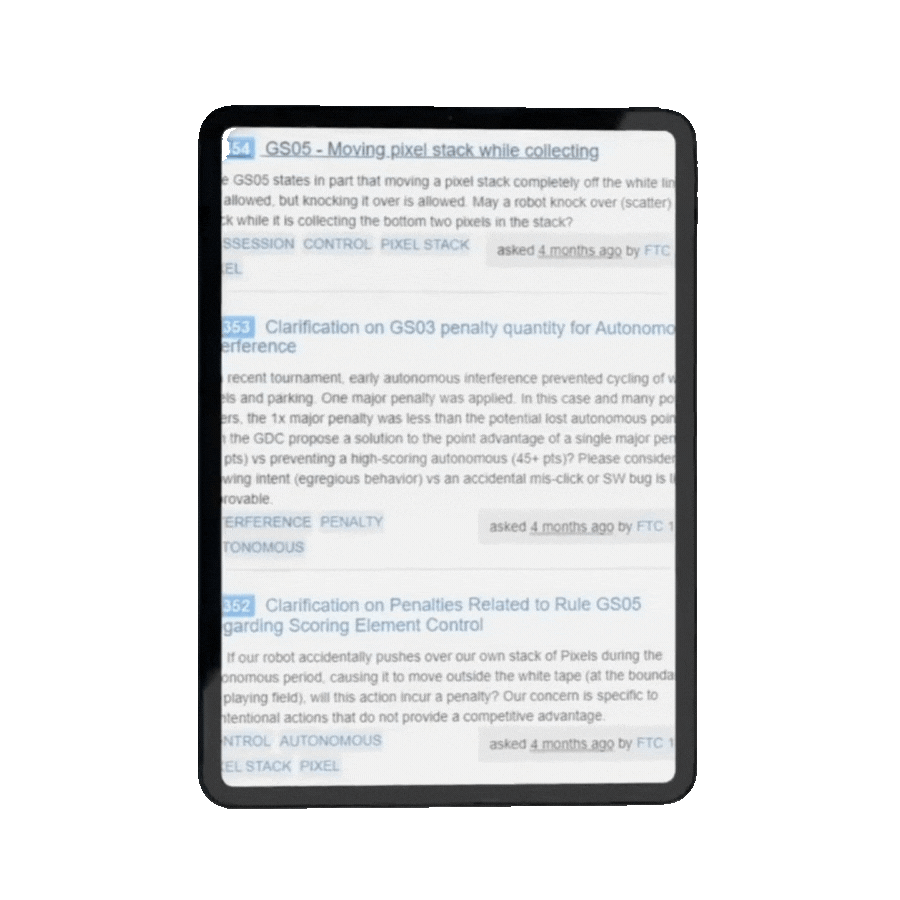 54 GS05 - Moving pixel stack while collecting
e GS05 states in part that moving a pixel stack completely off the white lin
allowed, but knocking it over is allowed. May a robot knock over (scatter)
ck while it is collecting the bottom two pixels in the stack?
SSESSION CONTROL PIXEL STACK
asked 4 months ago by FTC
EL
353 Clarification on GS03 penalty quantity for Autonomo
erference
recent tournament, early autonomous interference prevented cycling of w
els and parking. One major penalty was applied. In this case and many po
ers, the 1x major penalty was less than the potential lost autonomous poin
the GDC propose a solution to the point advantage of a single major pen
pts) vs preventing a high-scoring autonomous (45+ pts)? Please consider
wing intent (egregious behavior) vs an accidental mis-click or SW bug is li
rovable.
ERFERENCE PENALTY
asked 4 months ago by FTC 1
TONOMOUS
352 Clarification on Penalties Related to Rule GS05
garding Scoring Element Control
If our robot accidentally pushes over our own stack of Pixels during the
onomous period, causing it to move outside the white tape (at the bounda
playing field), will this action incur a penalty? Our concern is specific to
ntentional actions that do not provide a competitive advantage.
NTROL AUTONOMOUS
asked 4 months ago by FTC 1
EL STACK PIXEL